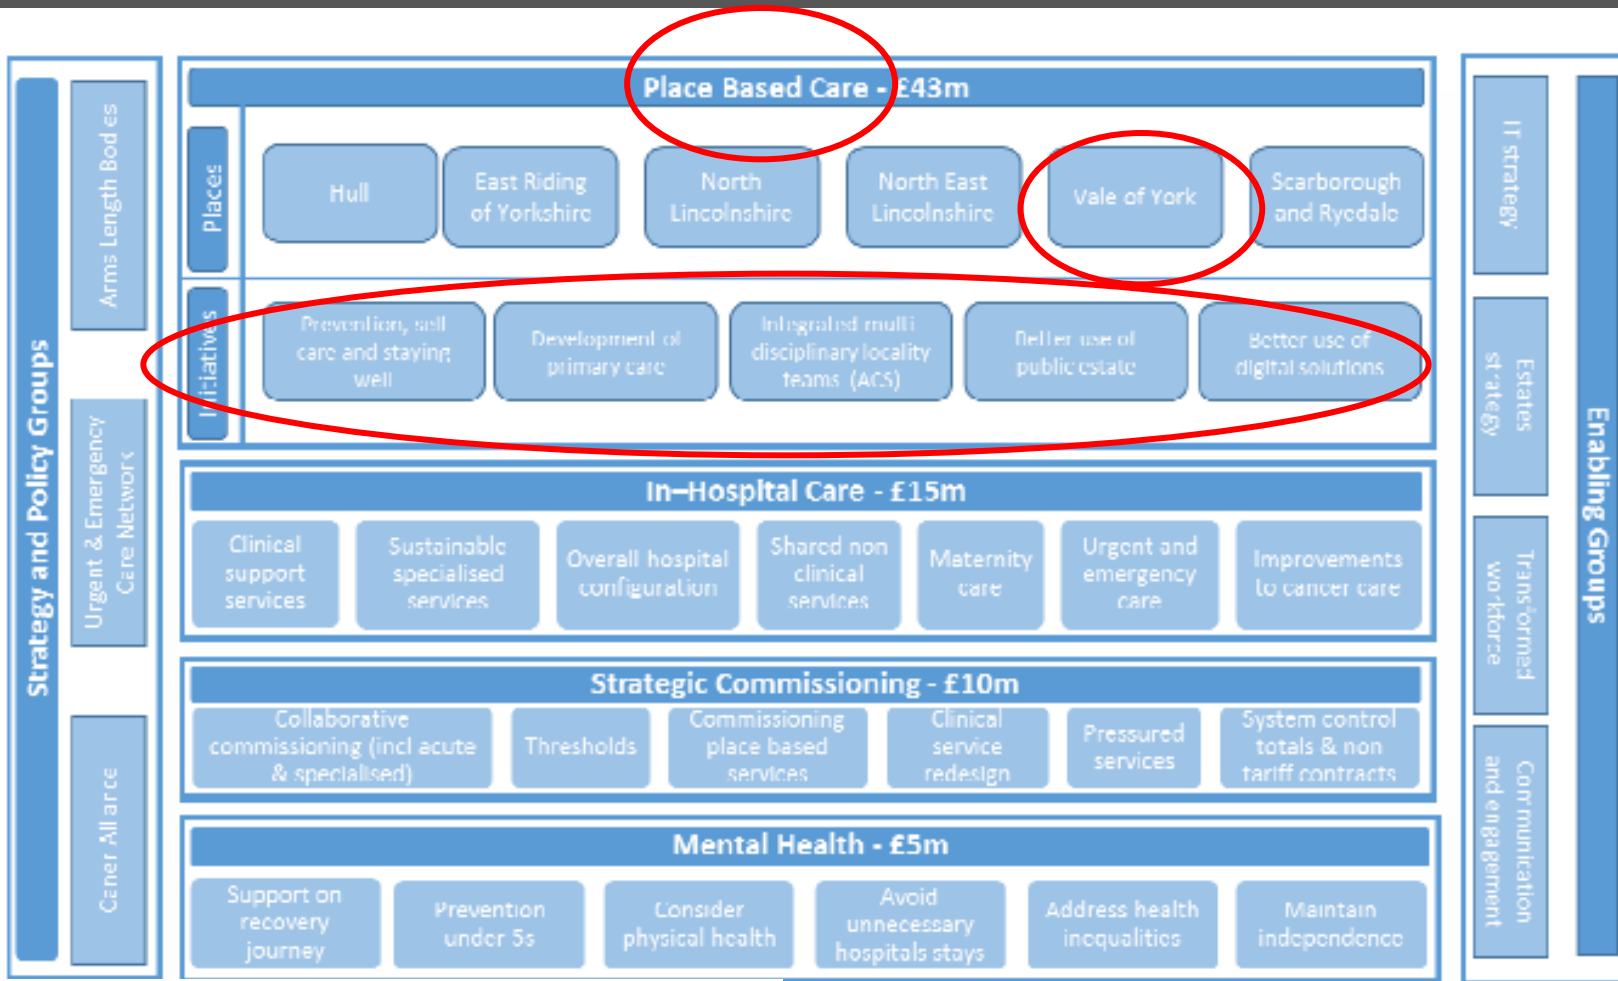 Strategy and Policy Groups
Arms Length Bodies
Urgent & Emergency
Care Network
Caner Alliance
Place Based Care - £43m
Places
Hull
East Riding
of Yorkshire
North
Lincolnshire
North East
Lincolnshire
Vale of York
Scarborough
and Ryedale
Initiatives
Prevention, self
care and staying
well
Development of
primary care
Integrated multi
disciplinary locality
teams (ACS)
Better use of
public estate
Better use of
digital solutions
In–Hospital Care - £15m
Clinical
support
services
Sustainable
specialised
services
Overall hospital
configuration
Shared non
clinical
services
Maternity
care
Urgent and
emergency
care
Improvements
to cancer care
Strategic Commissioning - £10m
Collaborative
commissioning (incl acute
& specialised)
Thresholds
Commissioning
place based
services
Clinical
service
redesign
Pressured
services
System control
totals & non
tariff contracts
Mental Health - £5m
Support on
recovery
journey
Prevention
under 5s
Consider
physical health
Avoid
unnecessary
hospitals stays
Address health
inequalities
Maintain
independence
IT strategy
Estates
strategy
Transformed
workforce
Communication
and engagement
Enabling Groups